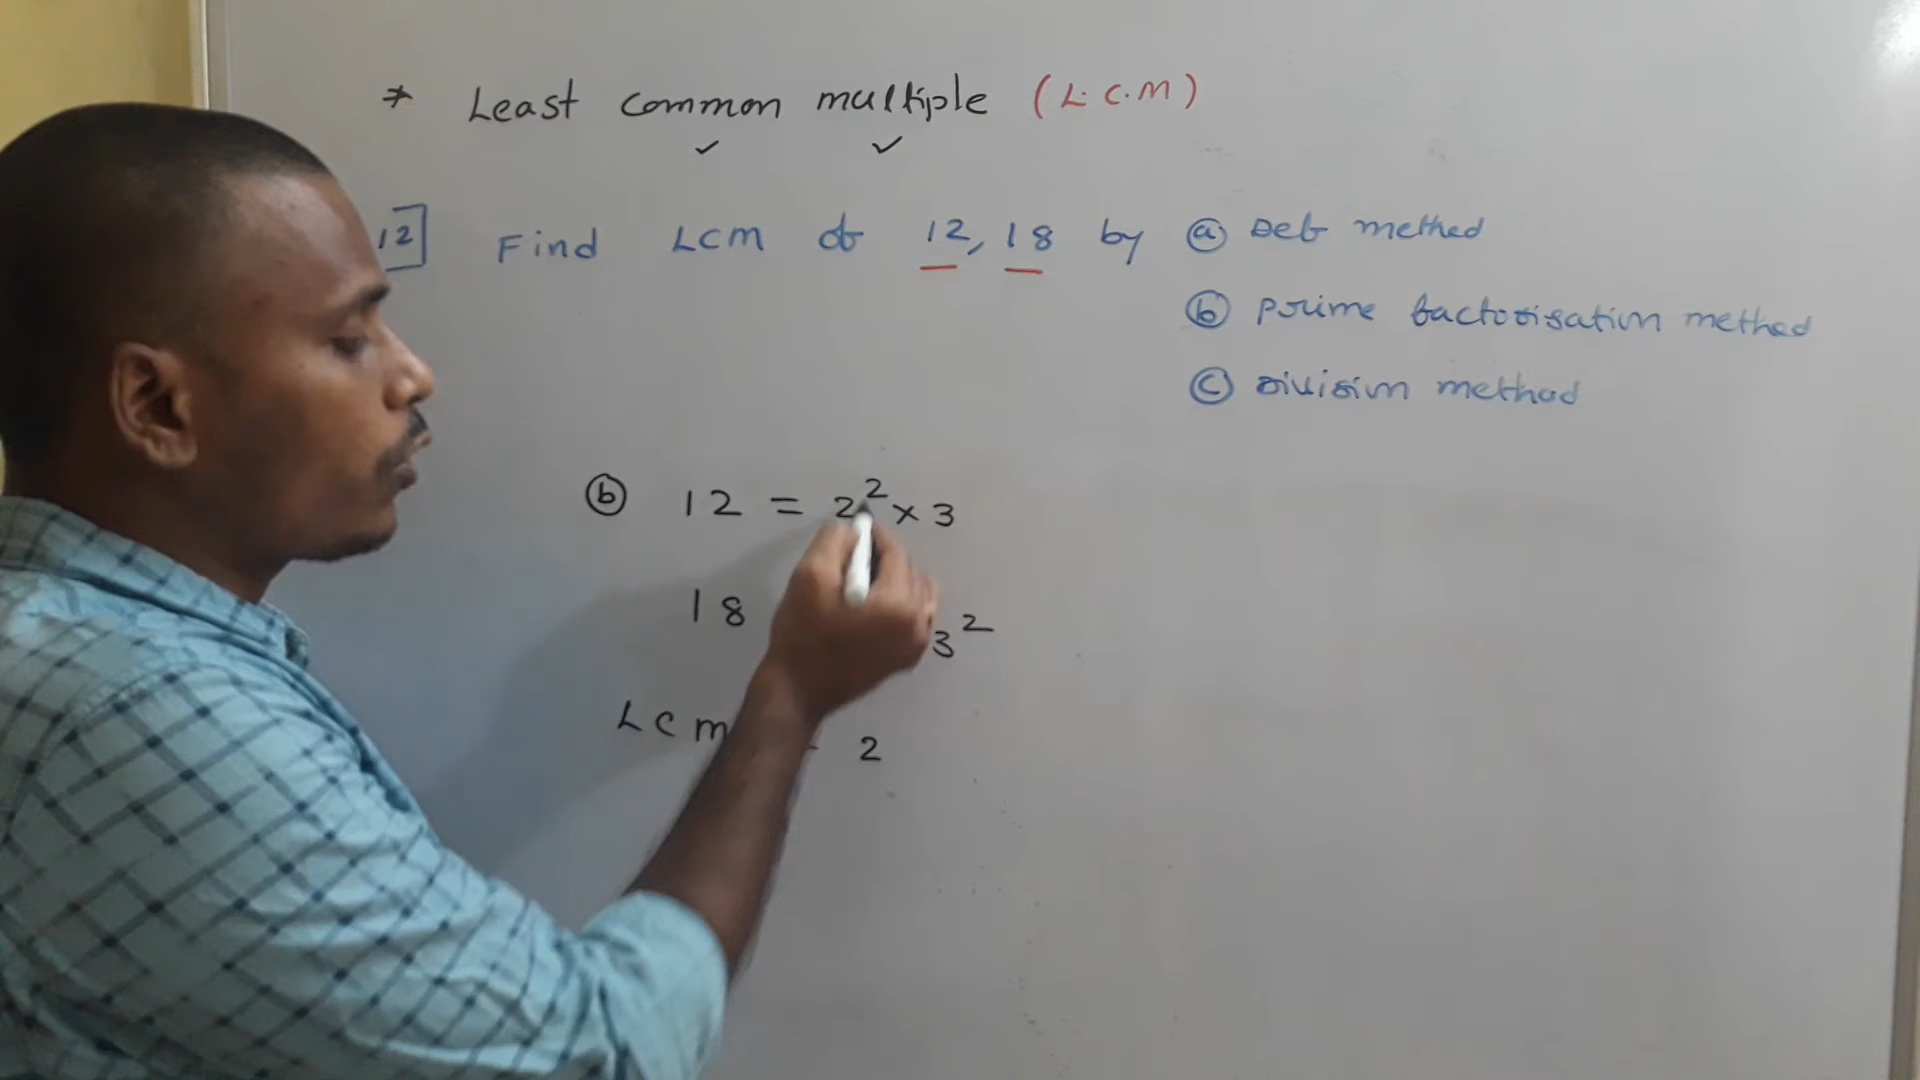 * Least common multiple (L.C.M)
12] Find LCM of 12, 18 by ⓐ Def method
ⓑ prime factorisation method
ⓒ Division method
ⓑ 12 = 2² × 3
18 3²
Lcm 2